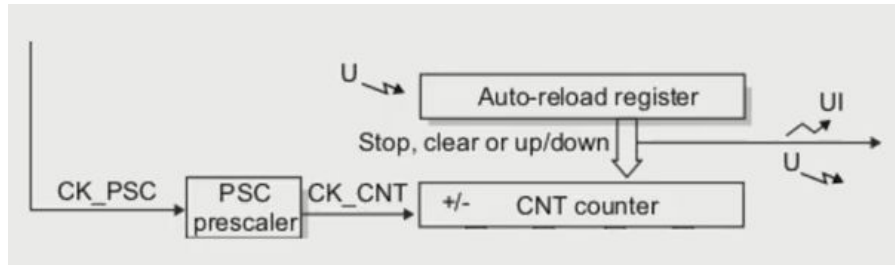 U
Auto-reload register
UI
Stop, clear or up/down
U
CK_PSC
PSC
prescaler
CK_CNT
+/- CNT counter